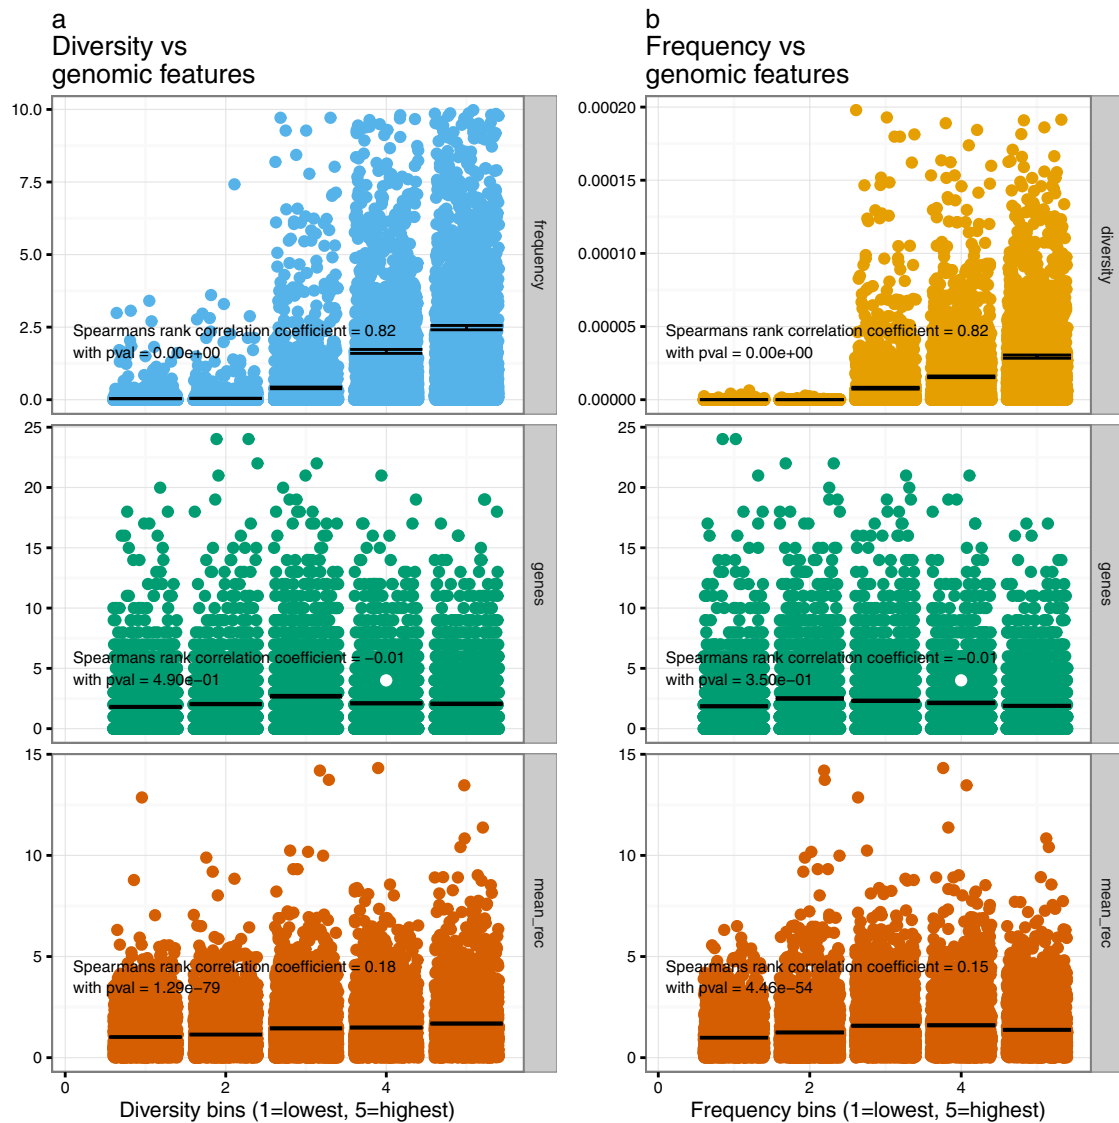 a
Diversity vs
genomic features
10.0
7.5
5.0
2.5
0.0
frequency
Spearmans rank correlation coefficient = 0.82
with pval = 0.00e+00
25
20
15
10
5
0
genes
Spearmans rank correlation coefficient = −0.01
with pval = 4.90e−01
15
10
5
0
mean_rec
Spearmans rank correlation coefficient = 0.18
with pval = 1.29e−79
0
2
4
Diversity bins (1=lowest, 5=highest)
b
Frequency vs
genomic features
0.00020
0.00015
0.00010
0.00005
0.00000
diversity
Spearmans rank correlation coefficient = 0.82
with pval = 0.00e+00
25
20
15
10
5
0
genes
Spearmans rank correlation coefficient = −0.01
with pval = 3.50e−01
15
10
5
0
mean_rec
Spearmans rank correlation coefficient = 0.15
with pval = 4.46e−54
0
2
4
Frequency bins (1=lowest, 5=highest)